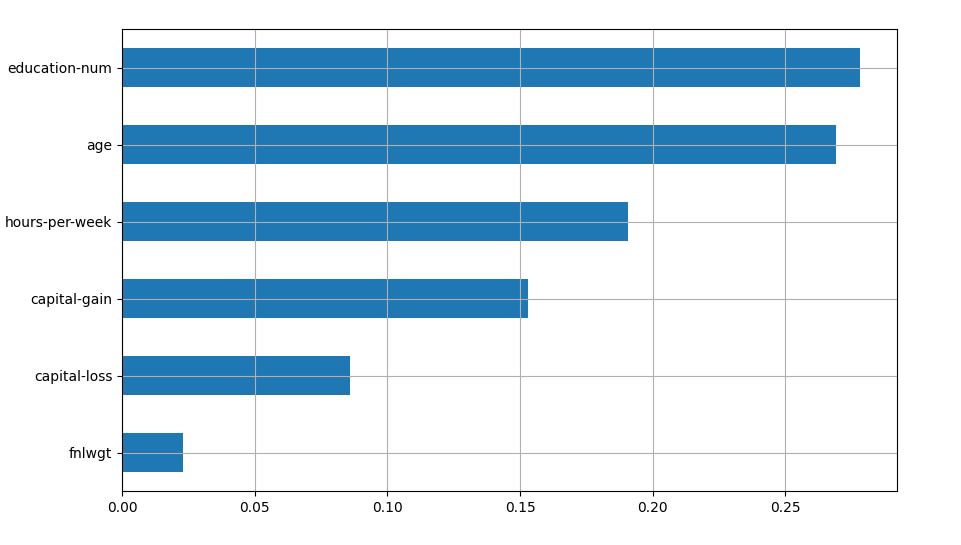 education-num
age
hours-per-week
capital-gain
capital-loss
fnlwgt
0.00 0.05 0.10 0.15 0.20 0.25